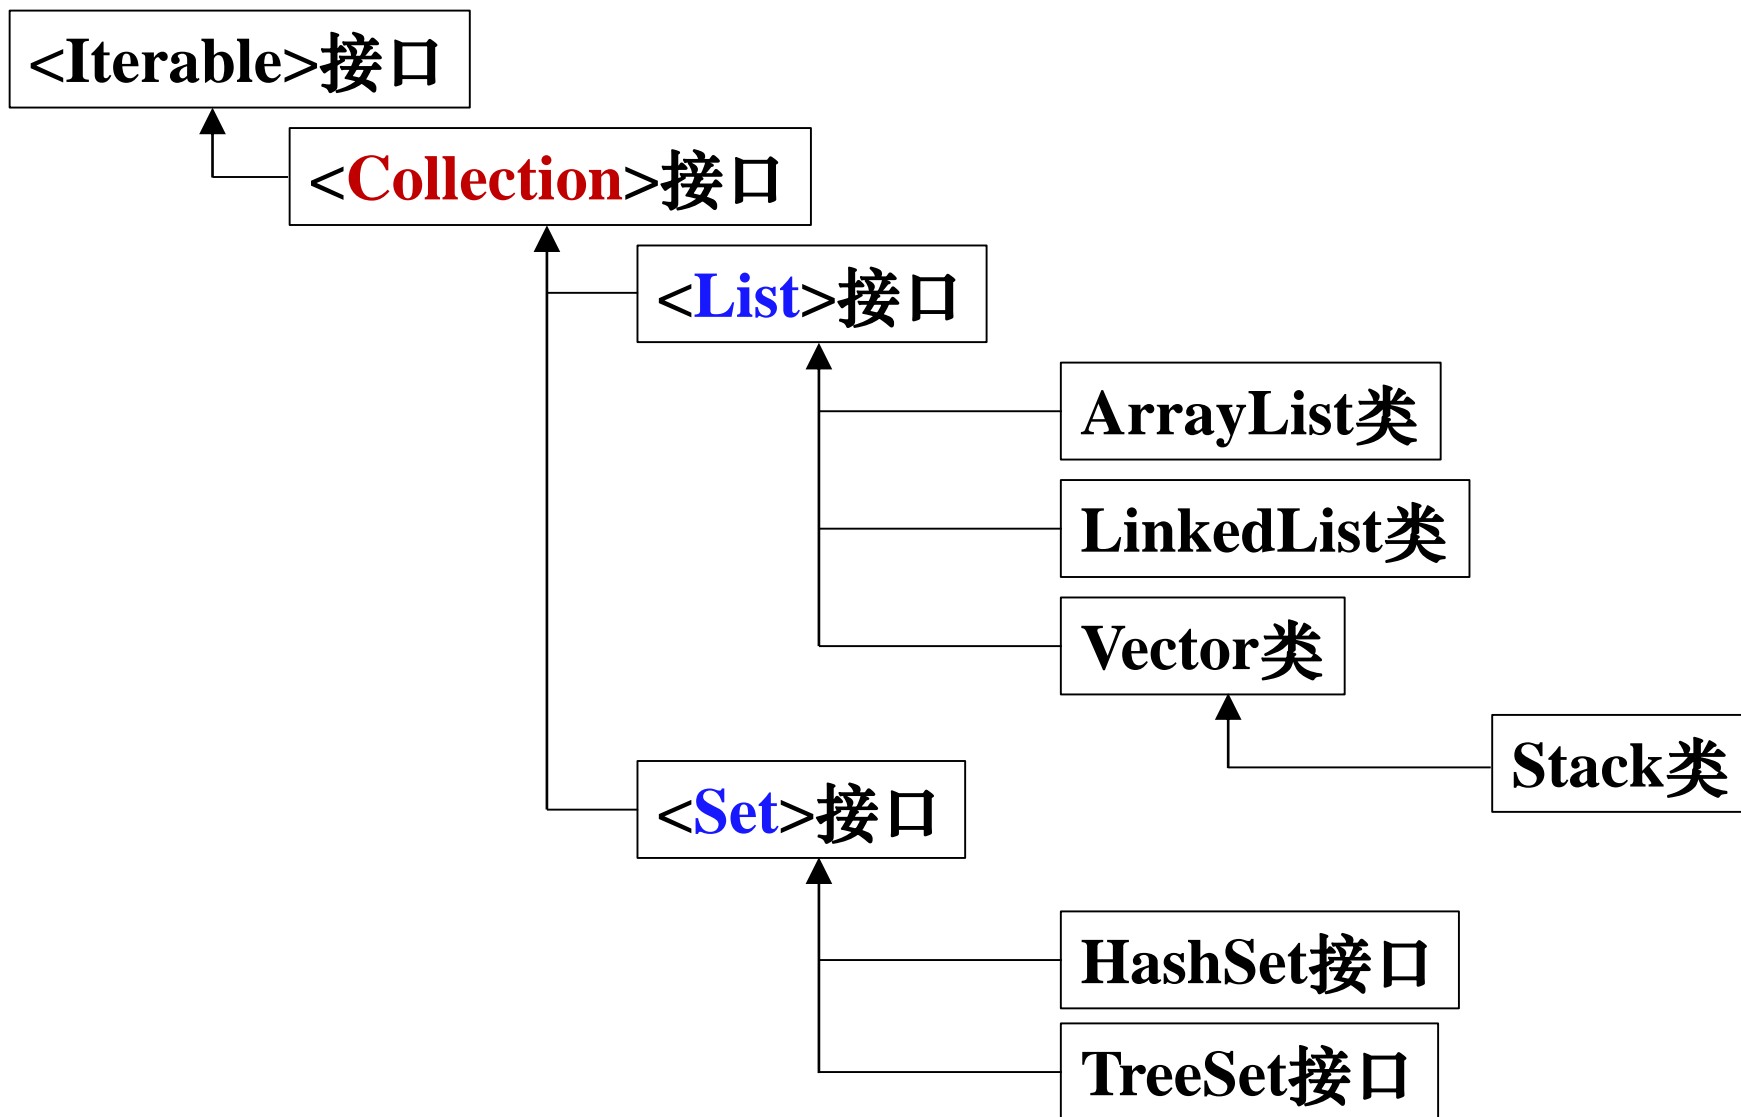 <Iterable>接口
<Collection>接口
<List>接口
ArrayList类
LinkedList类
Vector类
Stack类
<Set>接口
HashSet接口
TreeSet接口